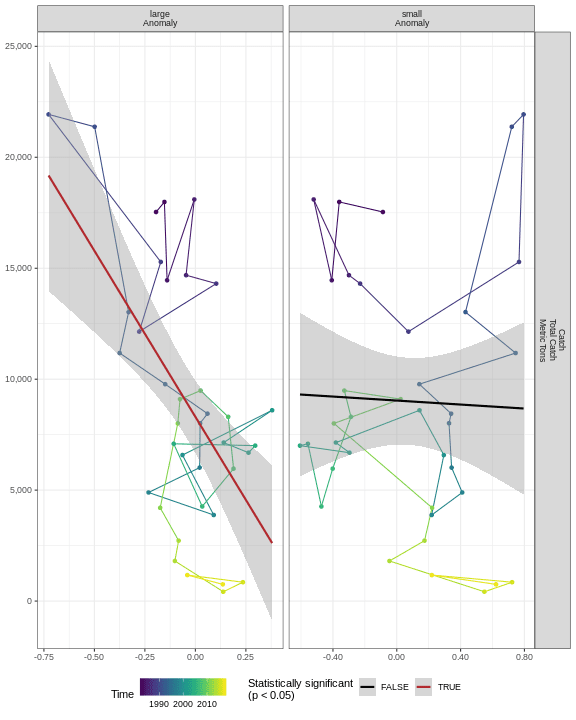 large
Anomaly
small
Anomaly
25,000
20,000
15,000
10,000
5,000
0
Catch
Total Catch
Metric Tons
-0.75
-0.50
-0.25
0.00
0.25
-0.40
0.00
0.40
0.80
Time
1990 2000 2010
Statistically significant
(p < 0.05)
FALSE
TRUE